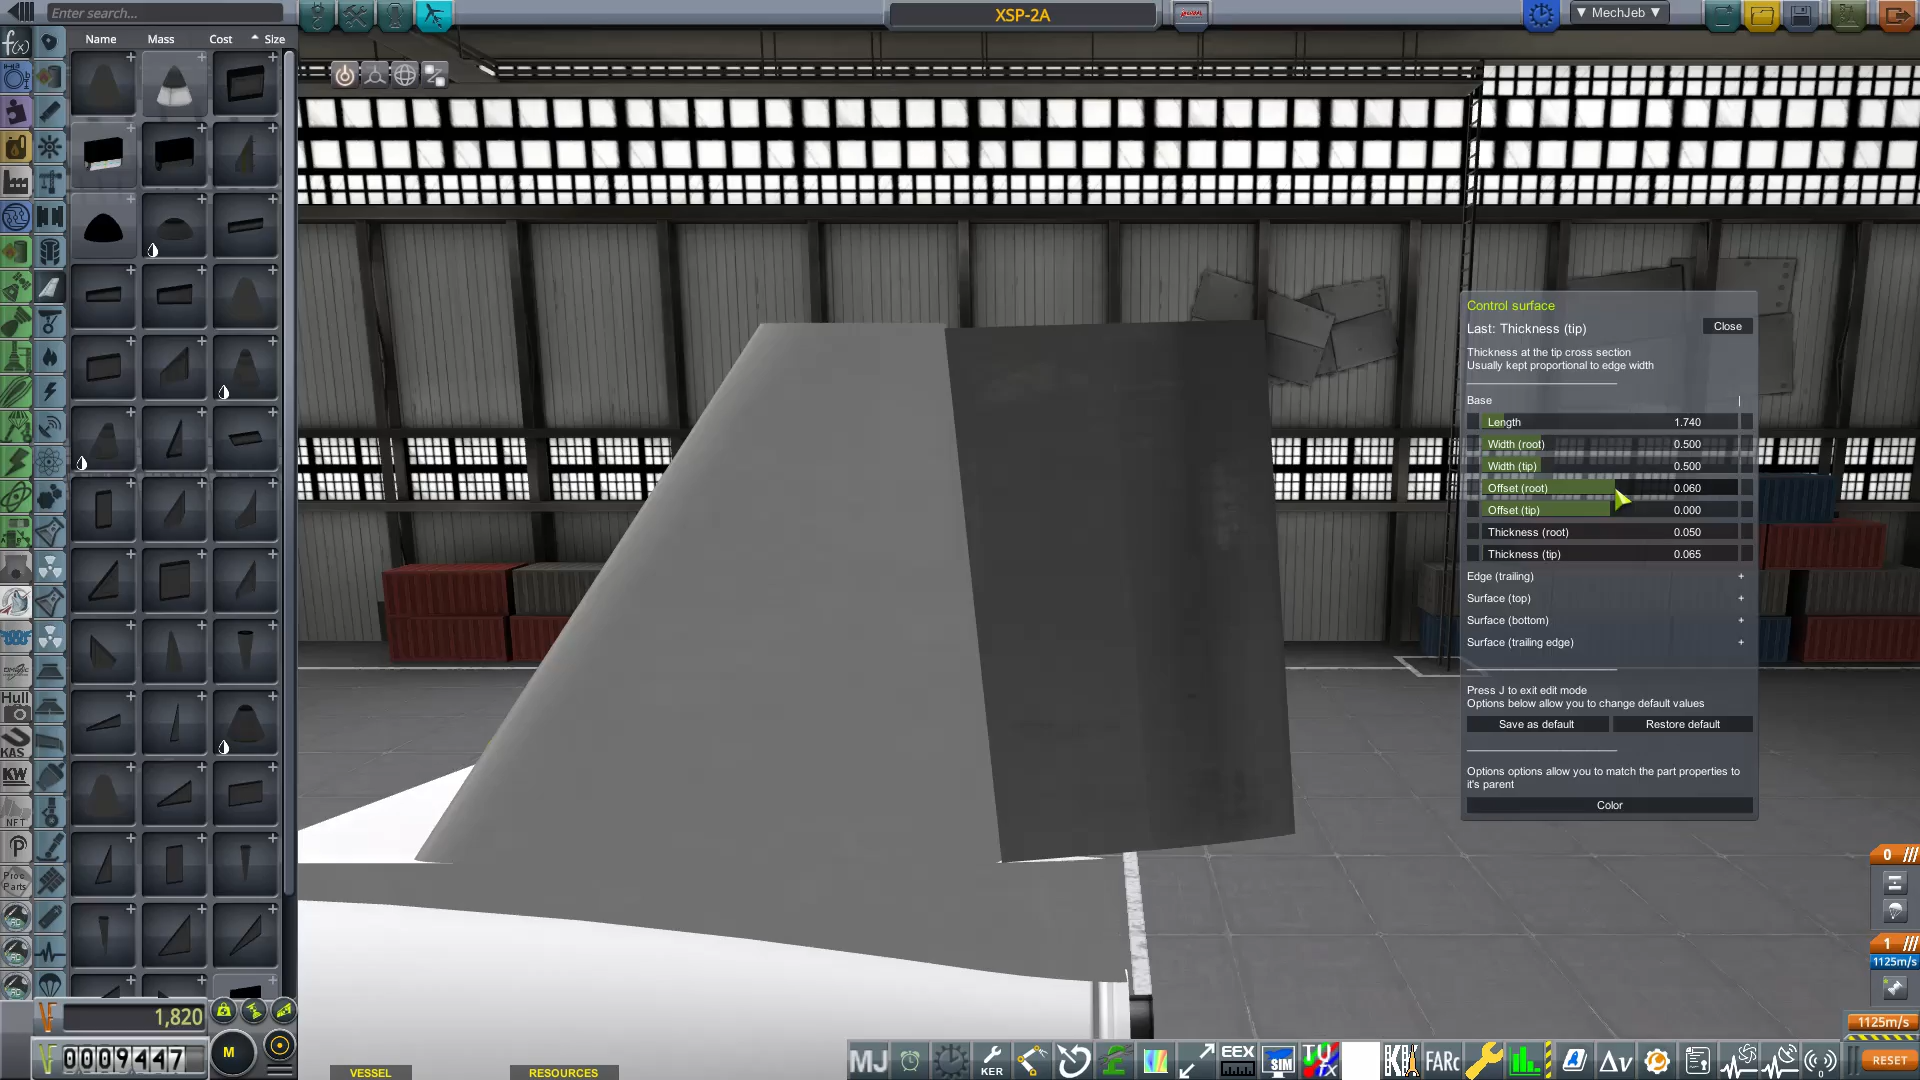 Enter search...
XSP-2A
▼ MechJeb ▼
Name Mass Cost Size
Control surface
Last: Thickness (tip)
Close
Thickness at the tip cross section
Usually kept proportional to edge width
Base |
Length 1.740
Width (root) 0.500
Width (tip) 0.500
Offset (root) 0.060
Offset (tip) 0.000
Thickness (root) 0.050
Thickness (tip) 0.065
Edge (trailing) +
Surface (top) +
Surface (bottom) +
Surface (trailing edge) +
Press J to exit edit mode
Options below allow you to change default values
Save as default Restore default
Options options allow you to match the part properties to
it's parent
Color
f(x)
Hull
KAS
KW
NFT
P
Proc
Parts
0
1
1125m/s
1125m/s
RESET
1,820
0009447
M
VESSEL
RESOURCES
MJ
KER
EEX
SIM
FARc
Δv